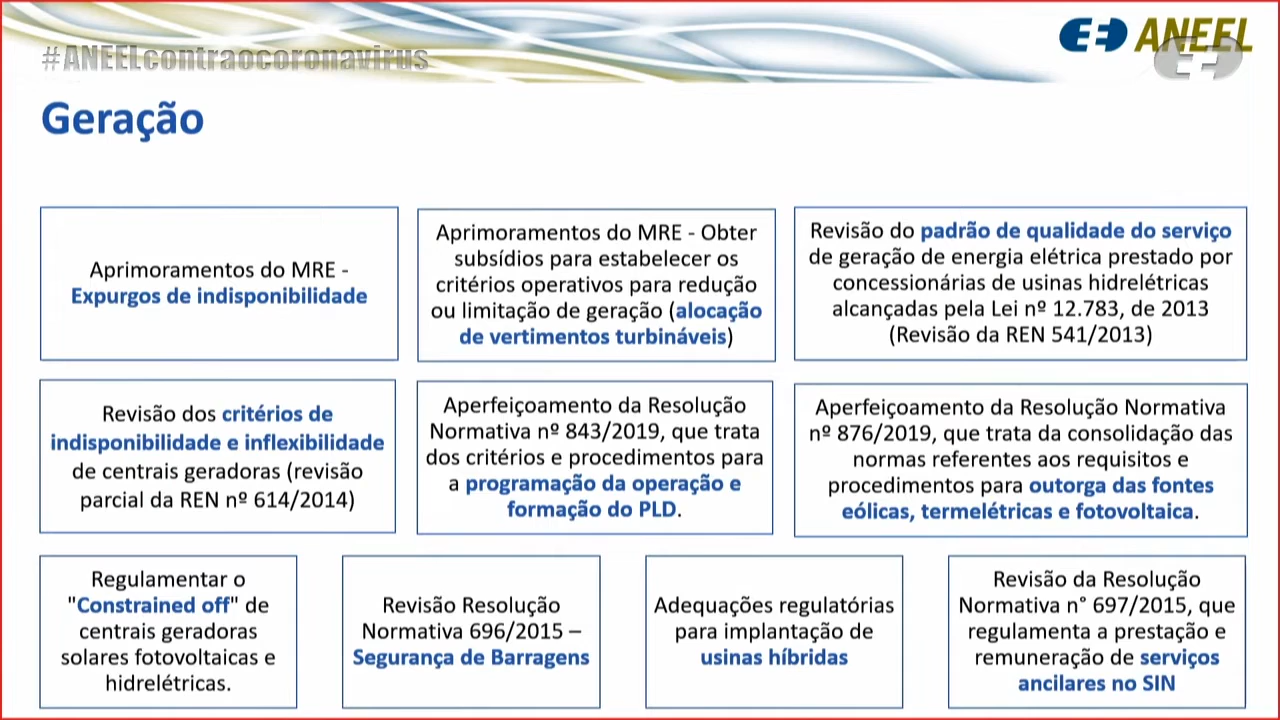 #ANEELcontraocoronavirus
ANEEL
Geração
Aprimoramentos do MRE -
Expurgos de indisponibilidade
Aprimoramentos do MRE - Obter
subsídios para estabelecer os
critérios operativos para redução
ou limitação de geração (alocação
de vertimentos turbináveis)
Revisão do padrão de qualidade do serviço
de geração de energia elétrica prestado por
concessionárias de usinas hidrelétricas
alcançadas pela Lei nº 12.783, de 2013
(Revisão da REN 541/2013)
Revisão dos critérios de
indisponibilidade e inflexibilidade
de centrais geradoras (revisão
parcial da REN nº 614/2014)
Aperfeiçoamento da Resolução
Normativa nº 843/2019, que trata
dos critérios e procedimentos para
a programação da operação e
formação do PLD.
Aperfeiçoamento da Resolução Normativa
nº 876/2019, que trata da consolidação das
normas referentes aos requisitos e
procedimentos para outorga das fontes
eólicas, termelétricas e fotovoltaica.
Regulamentar o
"Constrained off" de
centrais geradoras
solares fotovoltaicas e
hidrelétricas.
Revisão Resolução
Normativa 696/2015 –
Segurança de Barragens
Adequações regulatórias
para implantação de
usinas híbridas
Revisão da Resolução
Normativa n° 697/2015, que
regulamenta a prestação e
remuneração de serviços
ancilares no SIN